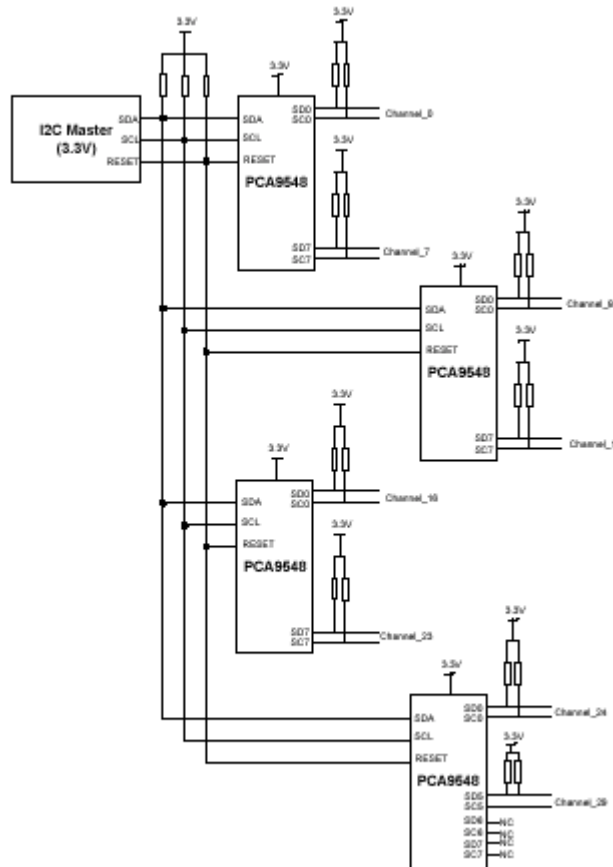 3.3V
3.3V
3.3V
I2C Master
(3.3V)
SDA
SCL
RESET
SDA
SCL
RESET
PCA9548
SD0
SC0
Channel_0
3.3V
SD7
SC7
Channel_7
3.3V
3.3V
SDA
SCL
RESET
PCA9548
SD0
SC0
3.3V
SD7
SC7
3.3V
3.3V
SDA
SCL
RESET
PCA9548
SD0
SC0
Channel_16
3.3V
SD7
SC7
Channel_23
3.3V
3.3V
SDA
SCL
RESET
PCA9548
SD0
SC0
Channel_24
3.3V
SD5
SC5
Channel_29
SD6
NC
SC6
NC
SD7
NC
SC7
NC